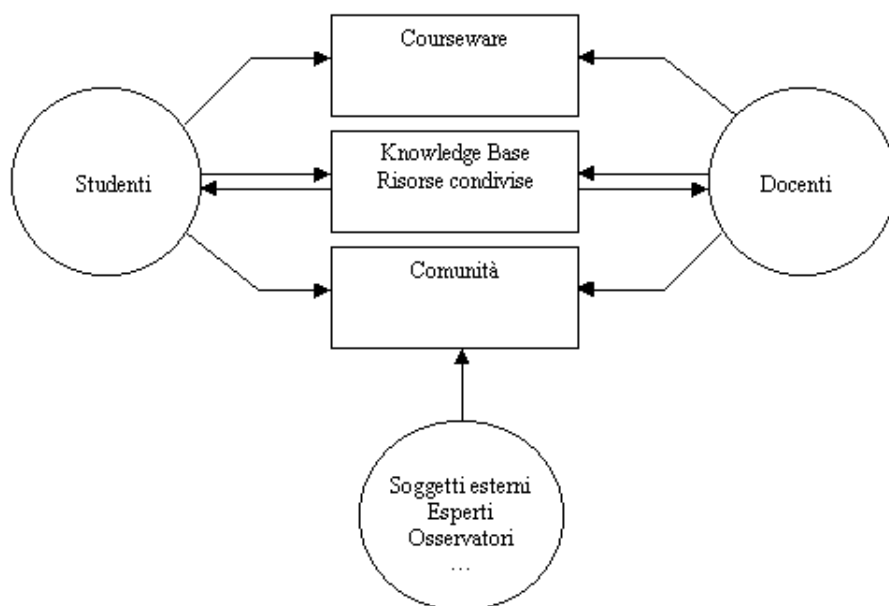 Courseware
Studenti
Knowledge Base
Risorse condivise
Docenti
Comunità
Soggetti esterni
Esperti
Osservatori
...